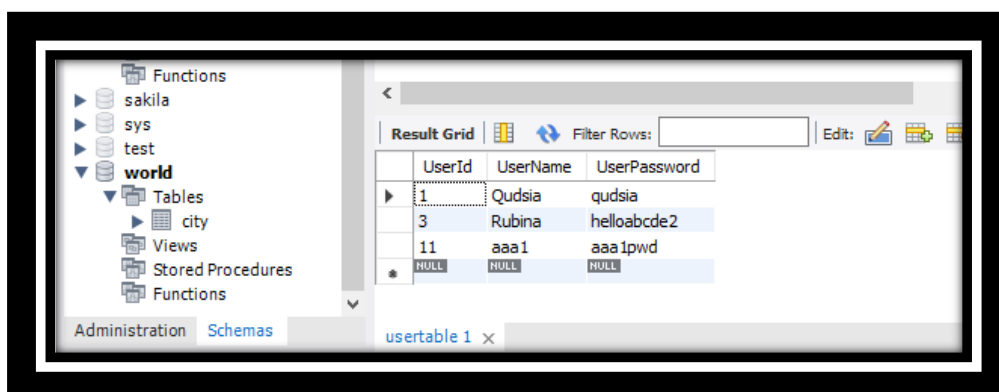 Functions
sakila
sys
test
world
Tables
city
Views
Stored Procedures
Functions
Administration Schemas
Result Grid Filter Rows: Edit:
UserId UserName UserPassword
1 Qudsia qudsia
3 Rubina helloabcde2
11 aaa1 aaa1pwd
NULL NULL NULL
usertable 1